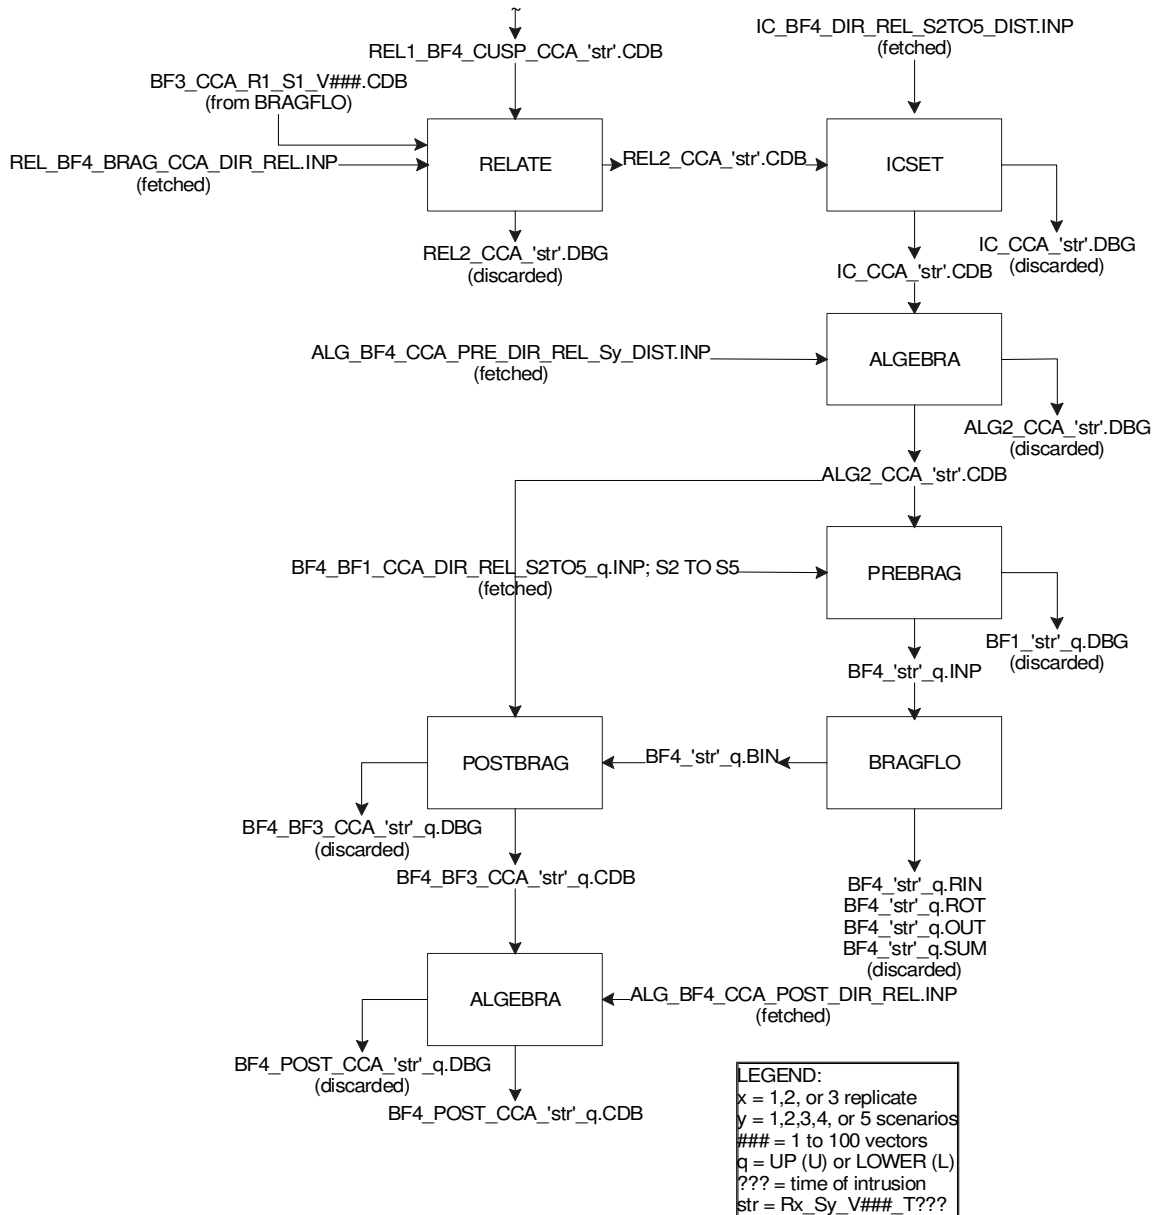 ~
REL1_BF4_CUSP_CCA_'str'.CDB
IC_BF4_DIR_REL_S2TO5_DIST.INP
(fetched)
BF3_CCA_R1_S1_V###.CDB
(from BRAGFLO)
REL_BF4_BRAG_CCA_DIR_REL.INP
(fetched)
RELATE
REL2_CCA_'str'.CDB
ICSET
REL2_CCA_'str'.DBG
(discarded)
IC_CCA_'str'.DBG
(discarded)
IC_CCA_'str'.CDB
ALG_BF4_CCA_PRE_DIR_REL_Sy_DIST.INP
(fetched)
ALGEBRA
ALG2_CCA_'str'.DBG
(discarded)
ALG2_CCA_'str'.CDB
BF4_BF1_CCA_DIR_REL_S2TO5_q.INP; S2 TO S5
(fetched)
PREBRAG
BF1_'str'_q.DBG
(discarded)
BF4_'str'_q.INP
POSTBRAG
BF4_'str'_q.BIN
BRAGFLO
BF4_BF3_CCA_'str'_q.DBG
(discarded)
BF4_BF3_CCA_'str'_q.CDB
BF4_'str'_q.RIN
BF4_'str'_q.ROT
BF4_'str'_q.OUT
BF4_'str'_q.SUM
(discarded)
ALGEBRA
ALG_BF4_CCA_POST_DIR_REL.INP
(fetched)
BF4_POST_CCA_'str'_q.DBG
(discarded)
BF4_POST_CCA_'str'_q.CDB
LEGEND:
x = 1,2, or 3 replicate
y = 1,2,3,4, or 5 scenarios
### = 1 to 100 vectors
q = UP (U) or LOWER (L)
??? = time of intrusion
str = Rx_Sy_V###_T???